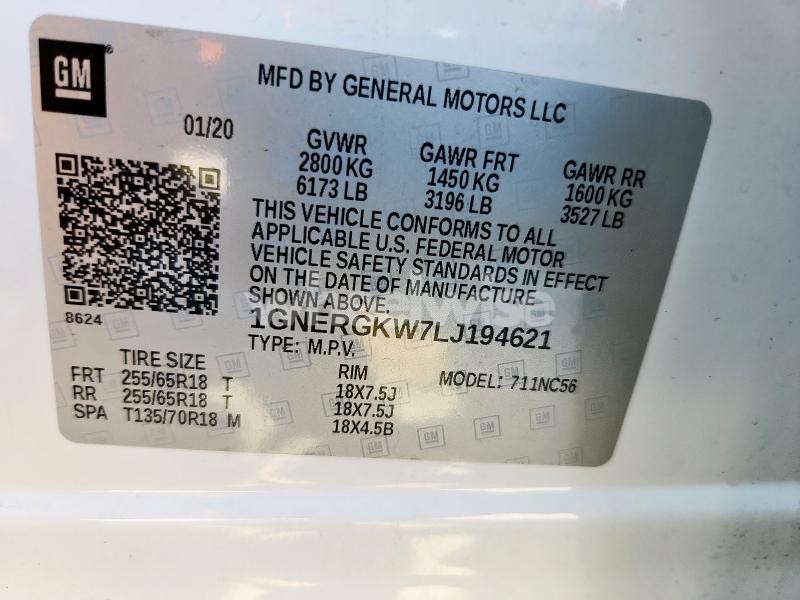 GM
MFD BY GENERAL MOTORS LLC
01/20
GVWR GAWR FRT GAWR RR
2800 KG 1450 KG 1600 KG
6173 LB 3196 LB 3527 LB
THIS VEHICLE CONFORMS TO ALL
APPLICABLE U.S. FEDERAL MOTOR
VEHICLE SAFETY STANDARDS IN EFFECT
ON THE DATE OF MANUFACTURE
SHOWN ABOVE.
8624
1GNERGKW7LJ194621
TYPE: M.P.V. MODEL: 711NC56
TIRE SIZE RIM
FRT 255/65R18 T 18X7.5J
RR 255/65R18 T 18X7.5J
SPA T135/70R18 M 18X4.5B